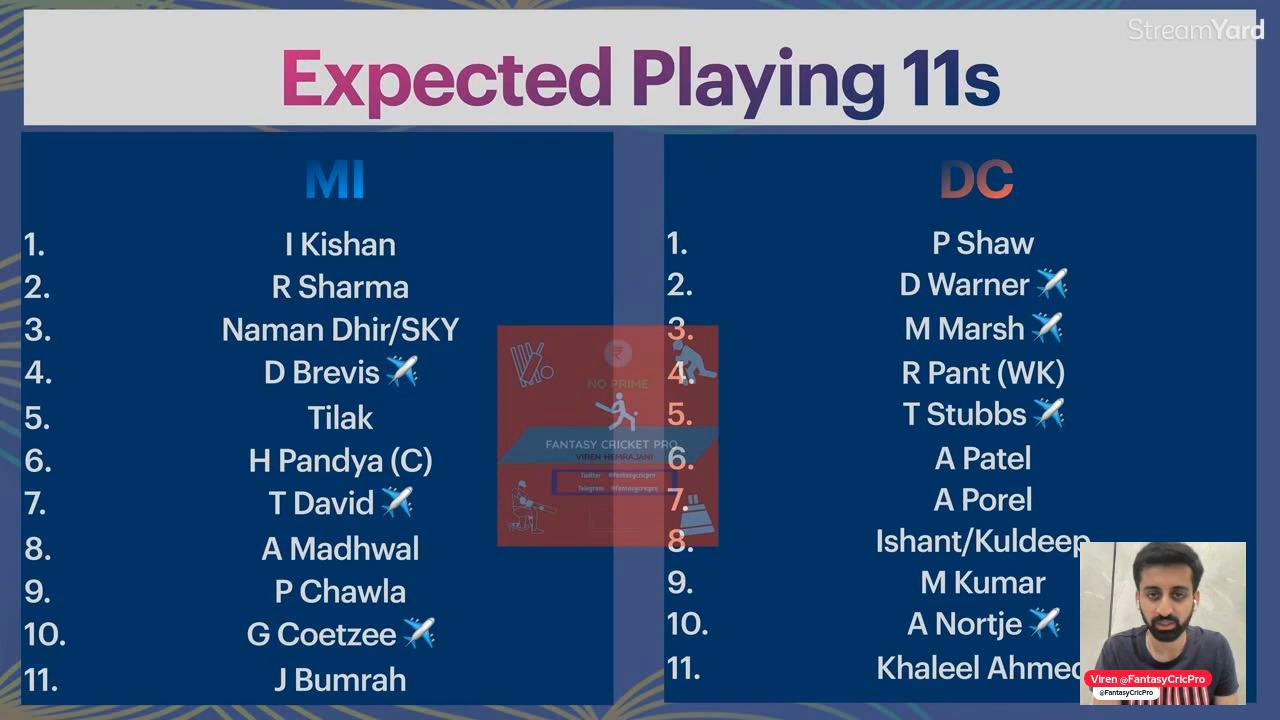 StreamYard
Expected Playing 11s
MI
1. I Kishan
2. R Sharma
3. Naman Dhir/SKY
4. D Brevis ✈️
5. Tilak
6. H Pandya (C)
7. T David ✈️
8. A Madhwal
9. P Chawla
10. G Coetzee ✈️
11. J Bumrah
DC
1. P Shaw
2. D Warner ✈️
3. M Marsh ✈️
4. R Pant (WK)
5. T Stubbs ✈️
6. A Patel
7. A Porel
8. Ishant/Kuldeep
9. M Kumar
10. A Nortje ✈️
11. Khaleel Ahmed
₹
NO PRIME
FANTASY CRICKET PRO
VIREN HEMRAJANI
Twitter @fantasycricpro
Telegram @fantasycricpro
Viren @FantasyCricPro
@FantasyCricPro